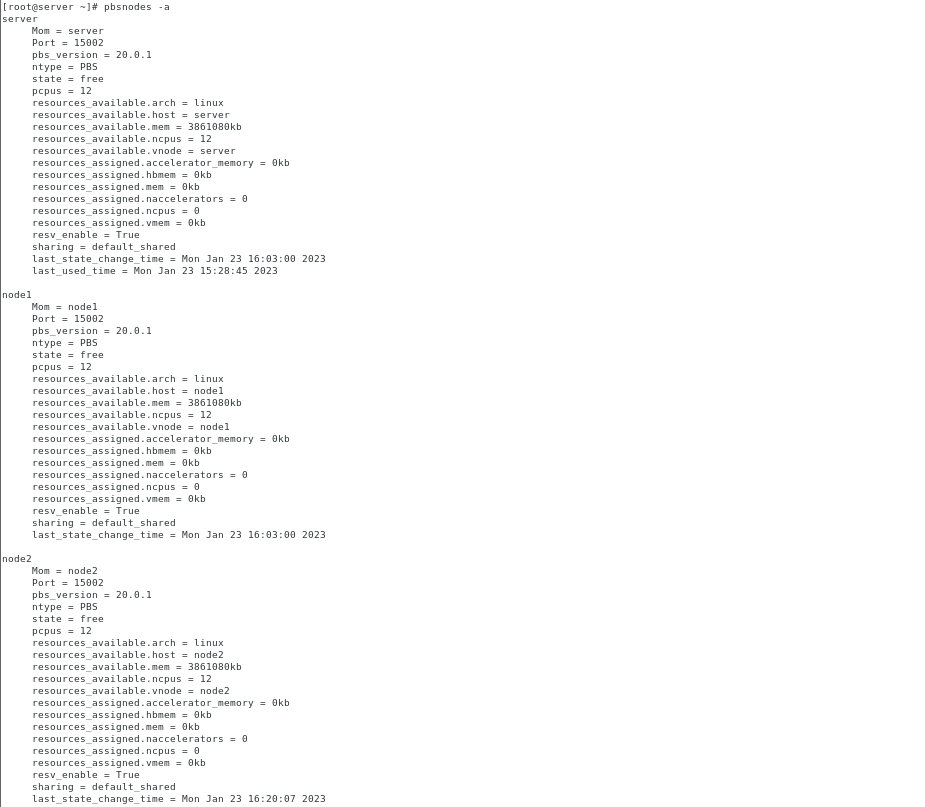 [root@server ~]# pbsnodes -a
server
     Mom = server
     Port = 15002
     pbs_version = 20.0.1
     ntype = PBS
     state = free
     pcpus = 12
     resources_available.arch = linux
     resources_available.host = server
     resources_available.mem = 3861080kb
     resources_available.ncpus = 12
     resources_available.vnode = server
     resources_assigned.accelerator_memory = 0kb
     resources_assigned.hbmem = 0kb
     resources_assigned.mem = 0kb
     resources_assigned.naccelerators = 0
     resources_assigned.ncpus = 0
     resources_assigned.vmem = 0kb
     resv_enable = True
     sharing = default_shared
     last_state_change_time = Mon Jan 23 16:03:00 2023
     last_used_time = Mon Jan 23 15:28:45 2023

node1
     Mom = node1
     Port = 15002
     pbs_version = 20.0.1
     ntype = PBS
     state = free
     pcpus = 12
     resources_available.arch = linux
     resources_available.host = node1
     resources_available.mem = 3861080kb
     resources_available.ncpus = 12
     resources_available.vnode = node1
     resources_assigned.accelerator_memory = 0kb
     resources_assigned.hbmem = 0kb
     resources_assigned.mem = 0kb
     resources_assigned.naccelerators = 0
     resources_assigned.ncpus = 0
     resources_assigned.vmem = 0kb
     resv_enable = True
     sharing = default_shared
     last_state_change_time = Mon Jan 23 16:03:00 2023

node2
     Mom = node2
     Port = 15002
     pbs_version = 20.0.1
     ntype = PBS
     state = free
     pcpus = 12
     resources_available.arch = linux
     resources_available.host = node2
     resources_available.mem = 3861080kb
     resources_available.ncpus = 12
     resources_available.vnode = node2
     resources_assigned.accelerator_memory = 0kb
     resources_assigned.hbmem = 0kb
     resources_assigned.mem = 0kb
     resources_assigned.naccelerators = 0
     resources_assigned.ncpus = 0
     resources_assigned.vmem = 0kb
     resv_enable = True
     sharing = default_shared
     last_state_change_time = Mon Jan 23 16:20:07 2023